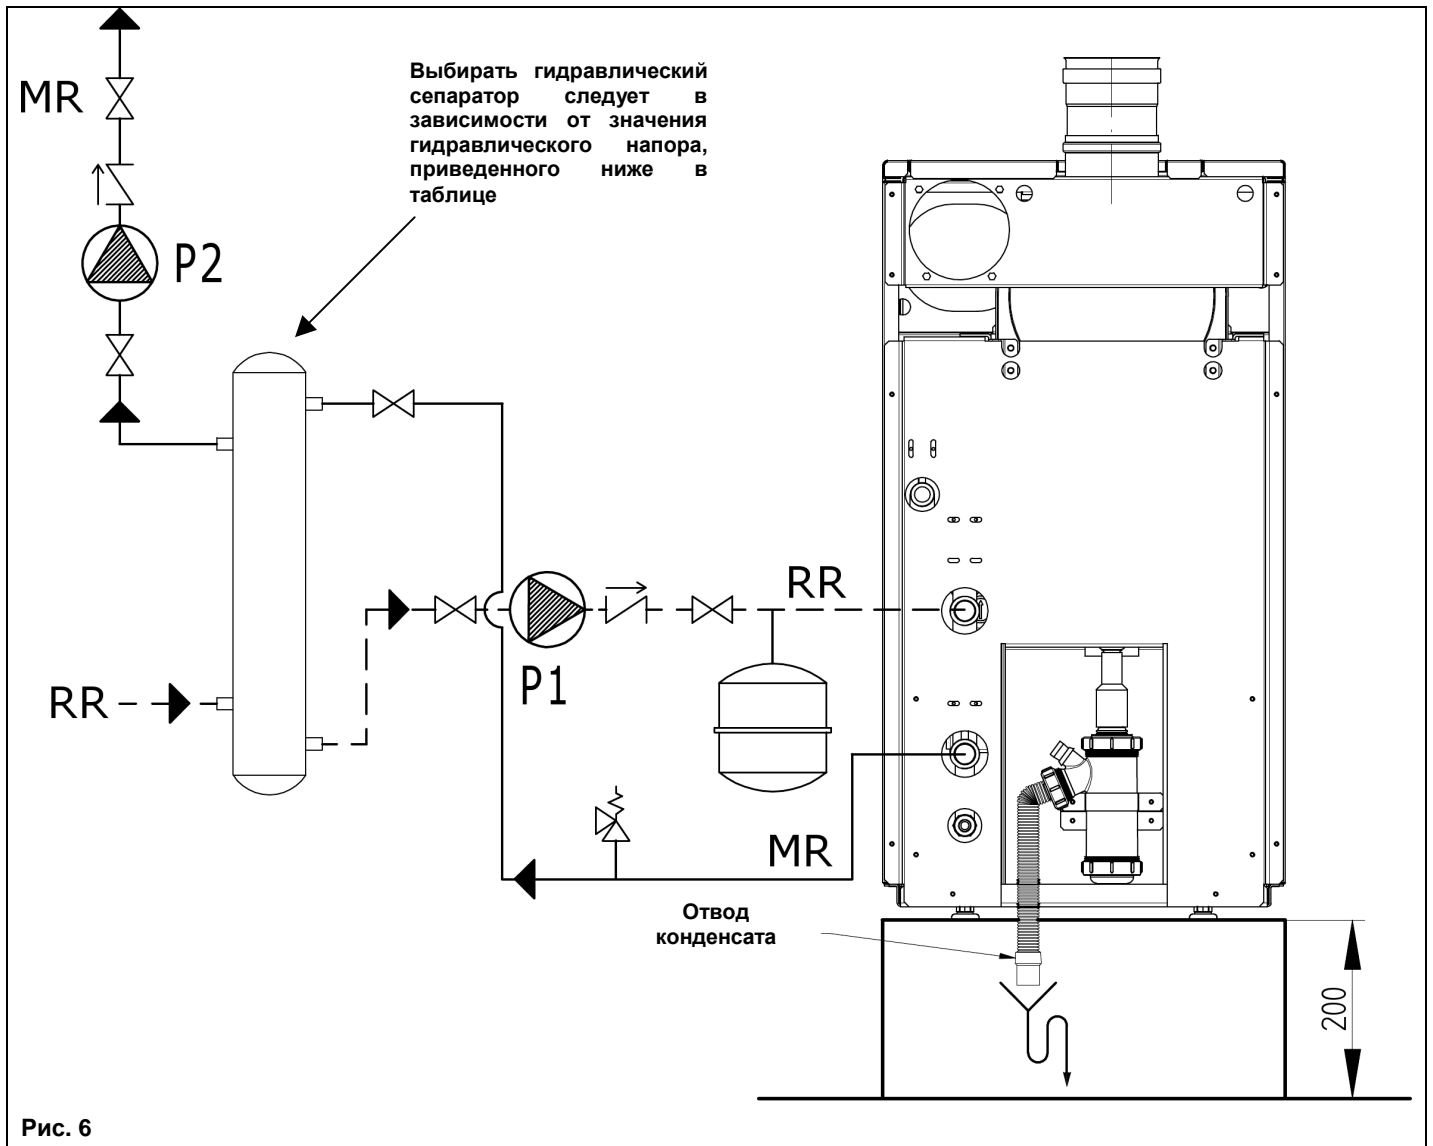 MR
Выбирать гидравлический
сепаратор следует в
зависимости от значения
гидравлического напора,
приведенного ниже в
таблице
P2
RR
P1
RR
MR
Отвод
конденсата
200
Рис. 6